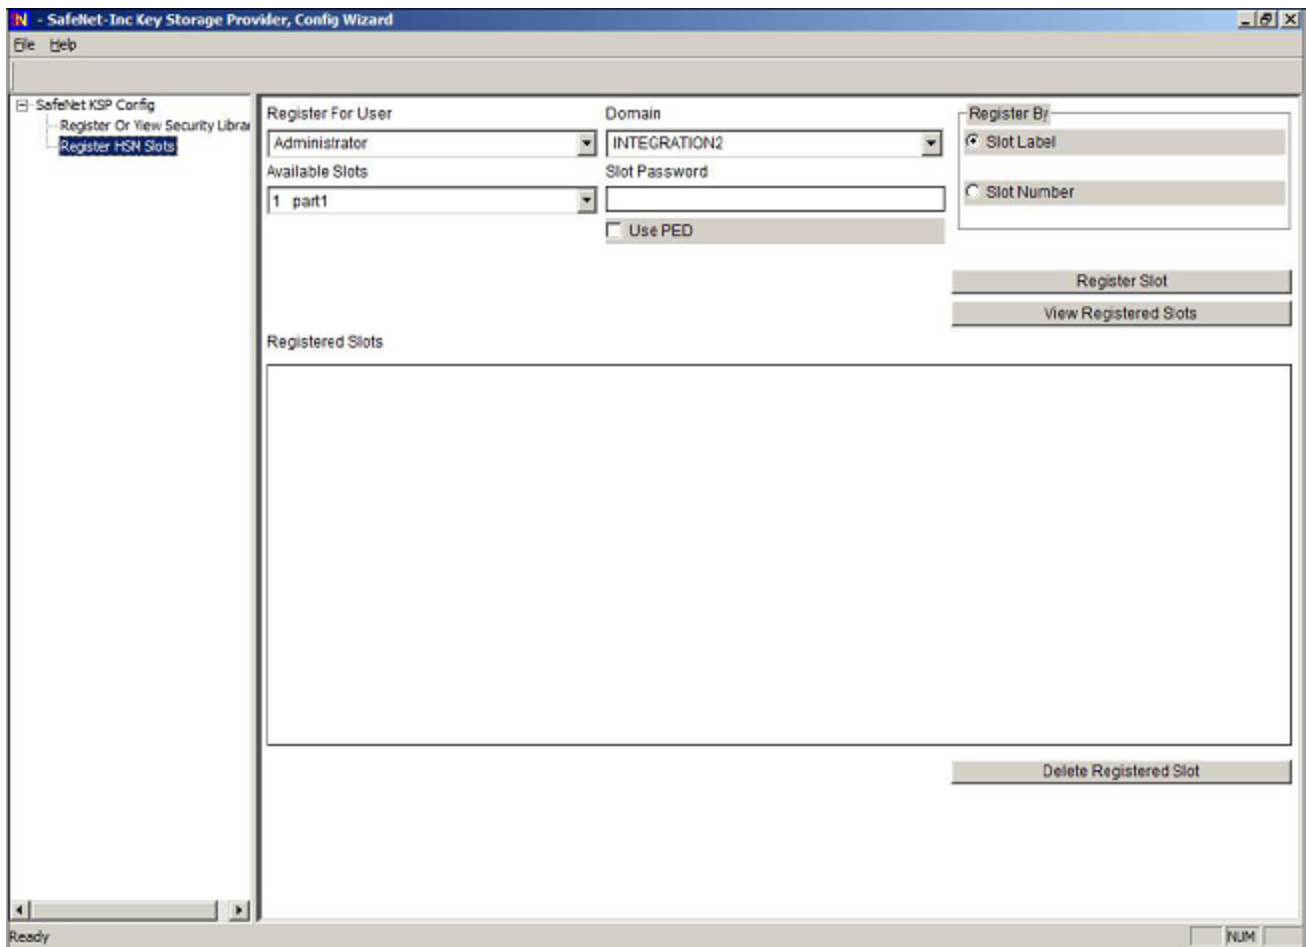 - SafeNet-Inc Key Storage Provider, Config Wizard
File Help
SafeNet KSP Config
Register Or View Security Librar
Register HSM Slots
Register For User
Domain
Register By
Administrator
INTEGRATION2
Slot Label
Available Slots
Slot Password
1 part1
Slot Number
Use PED
Register Slot
View Registered Slots
Registered Slots
Delete Registered Slot
Ready
NUM